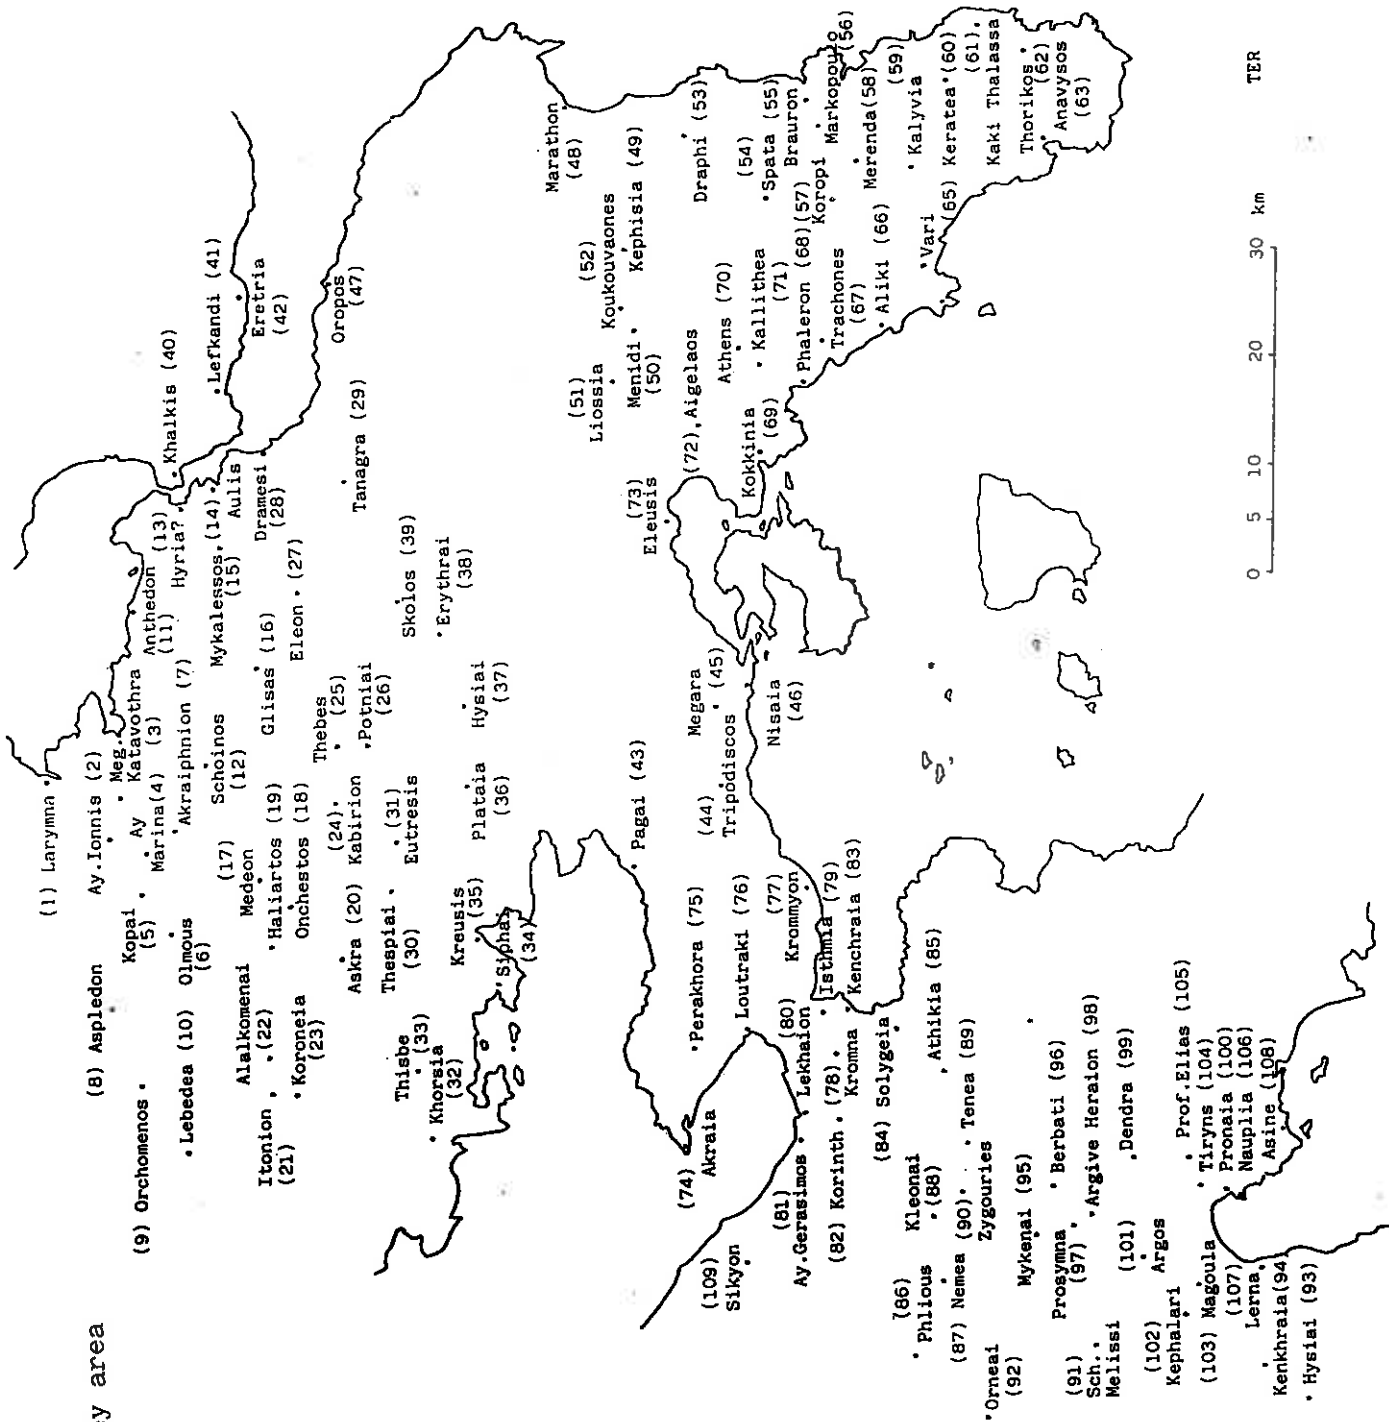 y area
(1) Larymna
(8) Aspledon
Ay.Ionnis (2)
Meg.
Katavothra
(3)
Kopai
(5)
Ay
Marina(4)
Anthedon
(11)
(13)
Hyria?
Khalkis (40)
(9) Orchomenos
Lebedea (10)
Olmous
(6)
Akraiphnion (7)
Lefkandi (41)
Eretria
(42)
Mykalessos
(15)
(14)
Aulis
Dramesi
(28)
Schoinos
(12)
(17)
Medeon
Glisas (16)
Eleon (27)
Alalkomenai
(22)
Itonion
(21)
Koroneia
(23)
Haliartos (19)
Onchestos (18)
Thebes
(25)
Potniai
(26)
(24)
Kabirion
Askra (20)
Thespiai
(30)
(31)
Eutresis
Tanagra (29)
Oropos
(47)
Skolos (39)
Erythrai
(38)
Hysiai
(37)
Plataia
(36)
Kreusis
(35)
Siphai
(34)
Thisbe
(33)
Khorsia
(32)
Marathon
(48)
(52)
Koukouvaones
Kephisia (49)
(51)
Liossia
Menidi
(50)
Pagai (43)
(73)
Eleusis
(72),Aigelaos
Draphi (53)
(54)
Spata (55)
Brauron
Markopoulo
(56)
Athens (70)
Kallithea
(71)
Kokkinia
(69)
Phaleron (68)
(57)
Koropi
Merenda(58)
(59)
Kalyvia
Keratea (60)
(61),
Kaki Thalassa
Thorikos
(62)
Anavysos
(63)
Trachones
(67)
Aliki (66)
Vari
(65)
Megara
(45)
(44)
Tripodiscos
Nisaia
(46)
Perakhora (75)
Loutraki (76)
(77)
Krommyon
(74)
Akraia
(80)
Lekhaion
Isthmia (79)
Kenchraia (83)
(78)
Kromna
(109)
Sikyon
(81)
Ay.Gerasimos
(82) Korinth
(84) Solygeia
Athikia (85)
(86)
Phlious
Kleonai
(88)
(87) Nemea
(90)
Zygouries
Tenea (89)
Orneai
(92)
Mykenai (95)
Berbati (96)
Prosymna
(97)
Argive Heraion (98)
(91)
Sch.
Melissi
(101)
Argos
Dendra (99)
(102)
Kephalari
Prof.Elias (105)
Tiryns (104)
Pronaia (100)
Nauplia (106)
Asine (108)
(103) Magoula
(107)
Lerna
Kenkhraia(94)
Hysiai (93)
0 5 10 20 30 km
TER